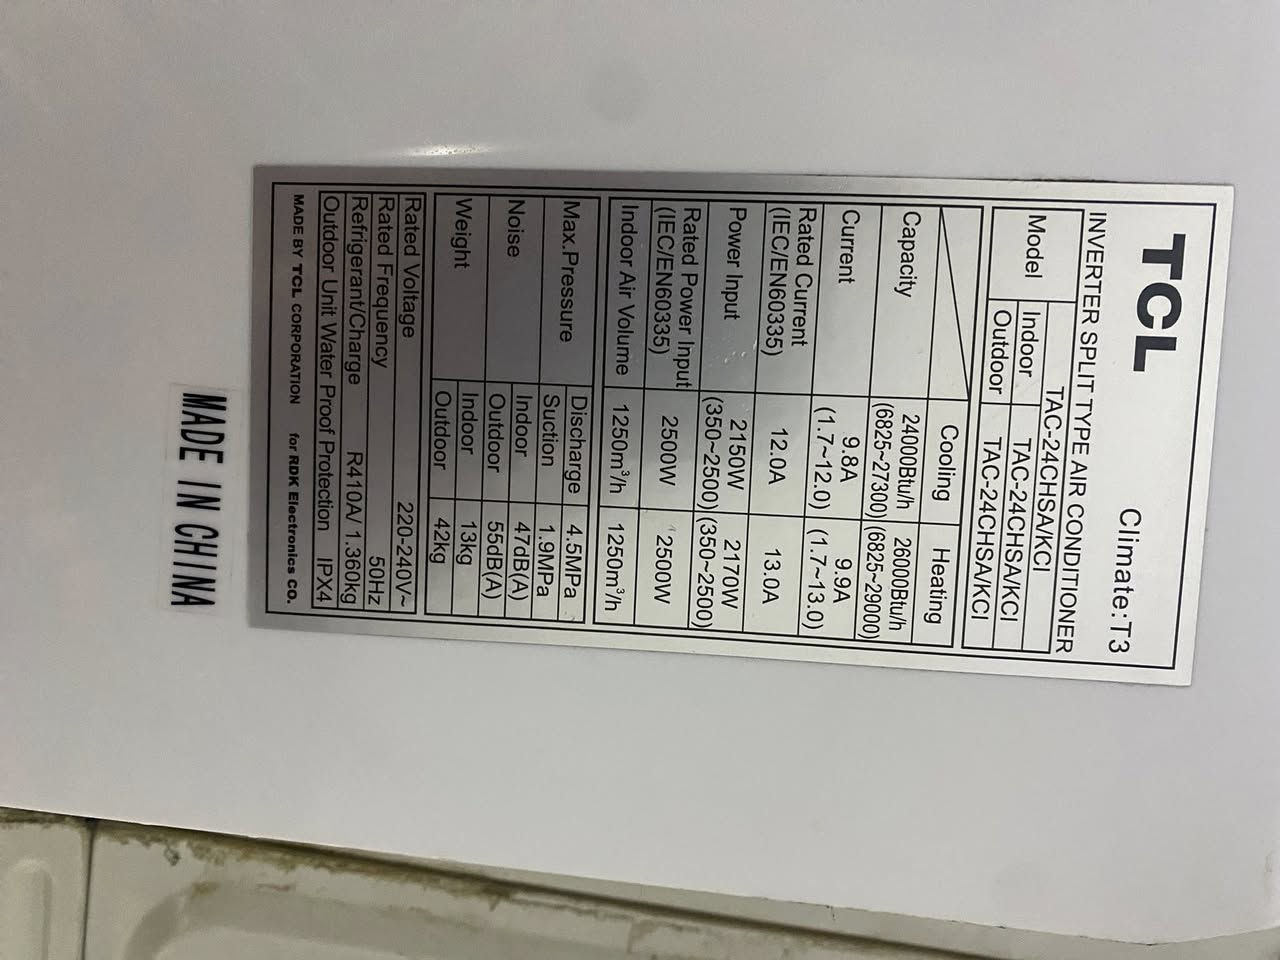 TCL Climate:T3
INVERTER SPLIT TYPE AIR CONDITIONER
Model TAC-24CHSA/KCI
Indoor TAC-24CHSA/KCI
Outdoor TAC-24CHSA/KCI
Cooling Heating
Capacity 24000Btu/h 26000Btu/h
(6825~27300) (6825~29000)
Current 9.8A 9.9A
(1.7~12.0) (1.7~13.0)
Rated Current
(IEC/EN60335) 12.0A 13.0A
Power Input 2150W 2170W
(350~2500) (350~2500)
Rated Power Input
(IEC/EN60335) 2500W 2500W
Indoor Air Volume 1250m³/h 1250m³/h
Max.Pressure Discharge 4.5MPa
Suction 1.9MPa
Noise Indoor 47dB(A)
Outdoor 55dB(A)
Weight Indoor 13kg
Outdoor 42kg
Rated Voltage 220-240V~
Rated Frequency 50Hz
Refrigerant/Charge R410A/ 1.360kg
Outdoor Unit Water Proof Protection IPX4
MADE BY TCL CORPORATION for RDK Electronics CO.
MADE IN CHINA